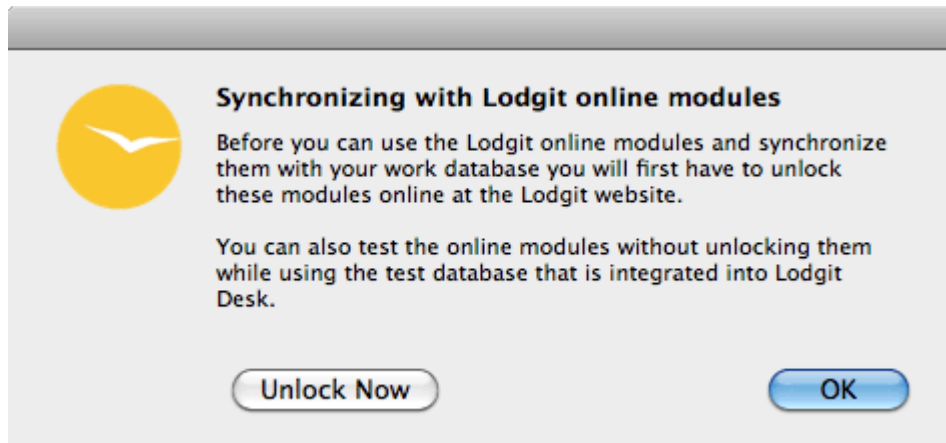 Synchronizing with Lodgit online modules
Before you can use the Lodgit online modules and synchronize
them with your work database you will first have to unlock
these modules online at the Lodgit website.
You can also test the online modules without unlocking them
while using the test database that is integrated into Lodgit
Desk.
Unlock Now
OK